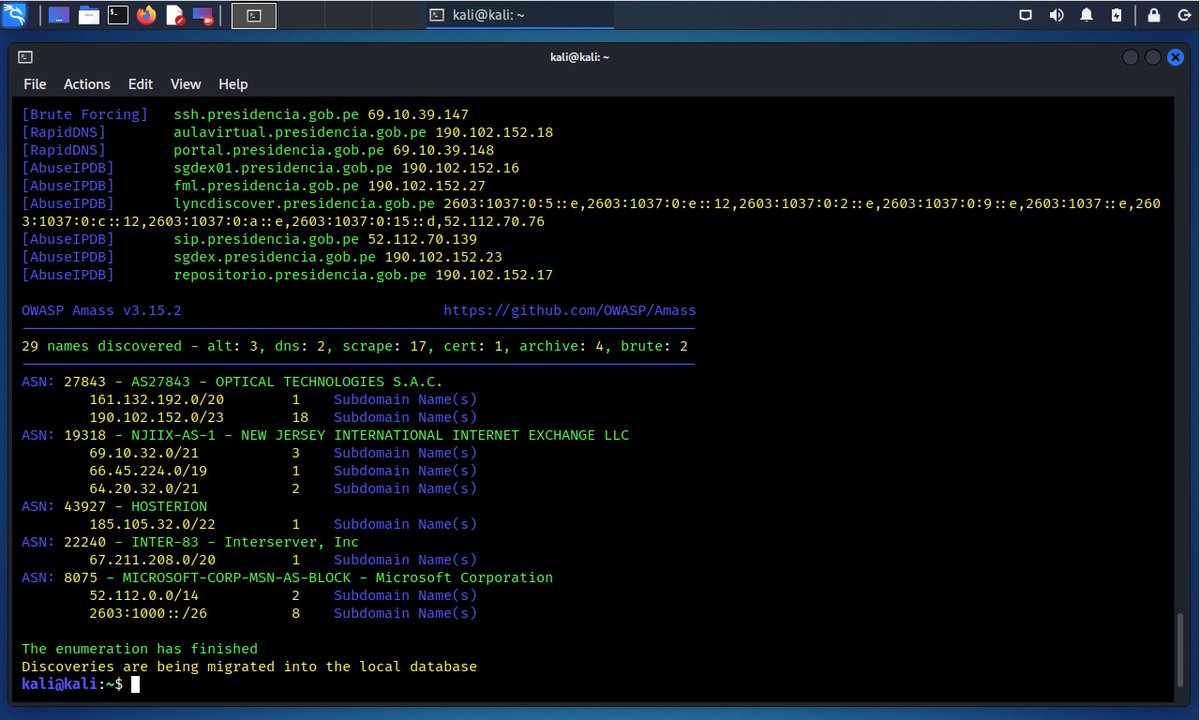 kali@kali: ~
kali@kali: ~
File Actions Edit View Help
[Brute Forcing] ssh.presidencia.gob.pe 69.10.39.147
[RapidDNS] aulavirtual.presidencia.gob.pe 190.102.152.18
[RapidDNS] portal.presidencia.gob.pe 69.10.39.148
[AbuseIPDB] sgdex01.presidencia.gob.pe 190.102.152.16
[AbuseIPDB] fml.presidencia.gob.pe 190.102.152.27
[AbuseIPDB] lyncdiscover.presidencia.gob.pe 2603:1037:0:5::e,2603:1037:0:e::12,2603:1037:0:2::e,2603:1037:0:9::e,2603:1037::e,260
3:1037:0:c::12,2603:1037:0:a::e,2603:1037:0:15::d,52.112.70.76
[AbuseIPDB] sip.presidencia.gob.pe 52.112.70.139
[AbuseIPDB] sgdex.presidencia.gob.pe 190.102.152.23
[AbuseIPDB] repositorio.presidencia.gob.pe 190.102.152.17
OWASP Amass v3.15.2 https://github.com/OWASP/Amass
29 names discovered - alt: 3, dns: 2, scrape: 17, cert: 1, archive: 4, brute: 2
ASN: 27843 - AS27843 - OPTICAL TECHNOLOGIES S.A.C.
161.132.192.0/20 1 Subdomain Name(s)
190.102.152.0/23 18 Subdomain Name(s)
ASN: 19318 - NJIIX-AS-1 - NEW JERSEY INTERNATIONAL INTERNET EXCHANGE LLC
69.10.32.0/21 3 Subdomain Name(s)
66.45.224.0/19 1 Subdomain Name(s)
64.20.32.0/21 2 Subdomain Name(s)
ASN: 43927 - HOSTERION
185.105.32.0/22 1 Subdomain Name(s)
ASN: 22240 - INTER-83 - Interserver, Inc
67.211.208.0/20 1 Subdomain Name(s)
ASN: 8075 - MICROSOFT-CORP-MSN-AS-BLOCK - Microsoft Corporation
52.112.0.0/14 2 Subdomain Name(s)
2603:1000::/26 8 Subdomain Name(s)
The enumeration has finished
Discoveries are being migrated into the local database
kali@kali:~$